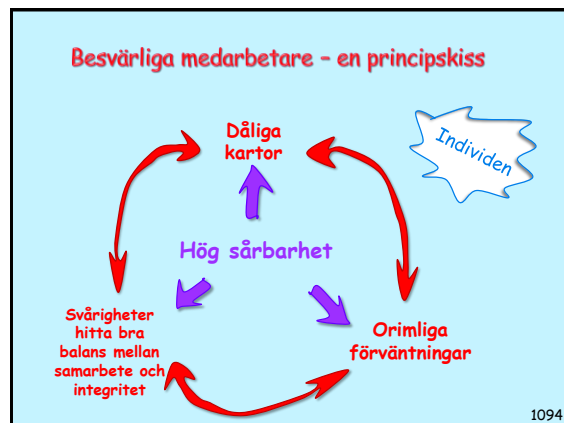 Besvärliga medarbetare – en principskiss
Individen
Dåliga
kartor
Hög sårbarhet
Svårigheter
hitta bra
balans mellan
samarbete och
integritet
Orimliga
förväntningar
1094